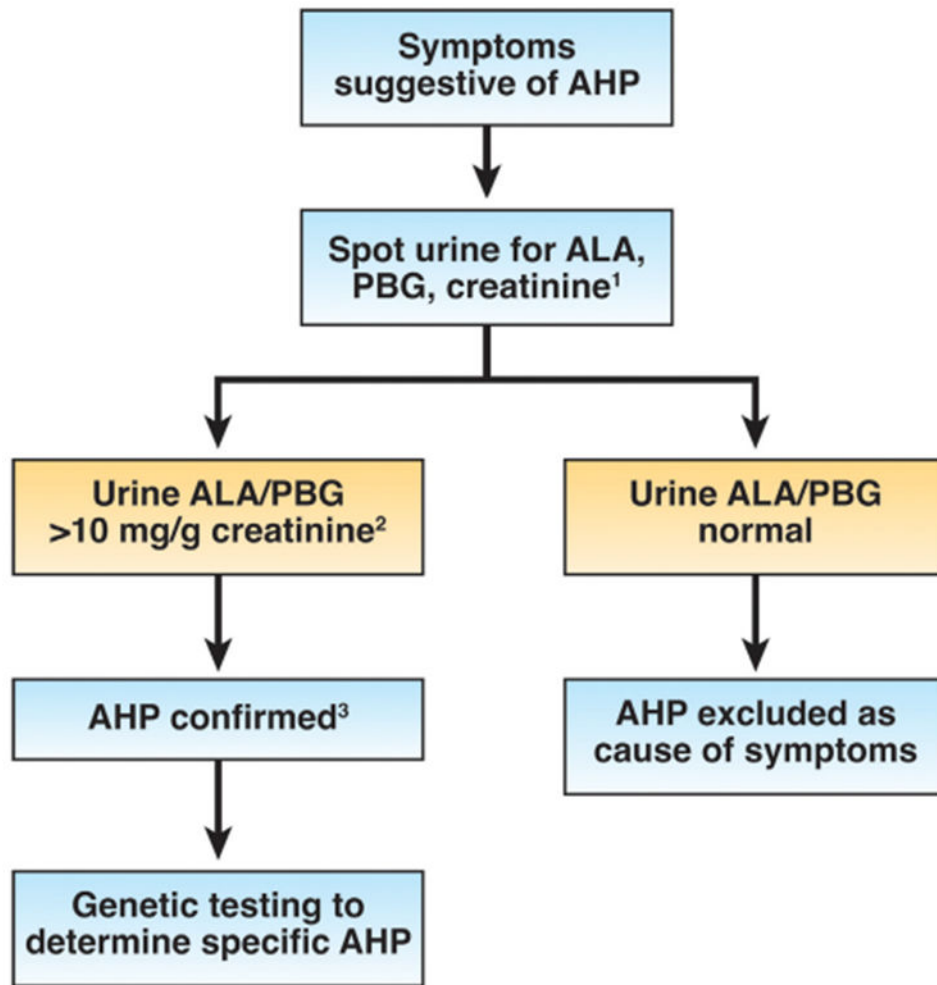 Symptoms
suggestive of AHP
Spot urine for ALA,
PBG, creatinine¹
Urine ALA/PBG
>10 mg/g creatinine²
Urine ALA/PBG
normal
AHP confirmed³
AHP excluded as
cause of symptoms
Genetic testing to
determine specific AHP